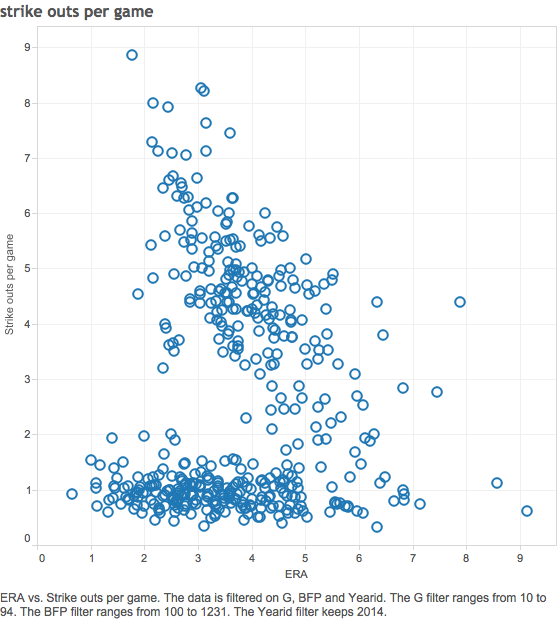 strike outs per game
9
8
7
6
5
4
3
2
1
0
Strike outs per game
0 1 2 3 4 5 6 7 8 9
ERA
ERA vs. Strike outs per game. The data is filtered on G, BFP and Yearid. The G filter ranges from 10 to
94. The BFP filter ranges from 100 to 1231. The Yearid filter keeps 2014.